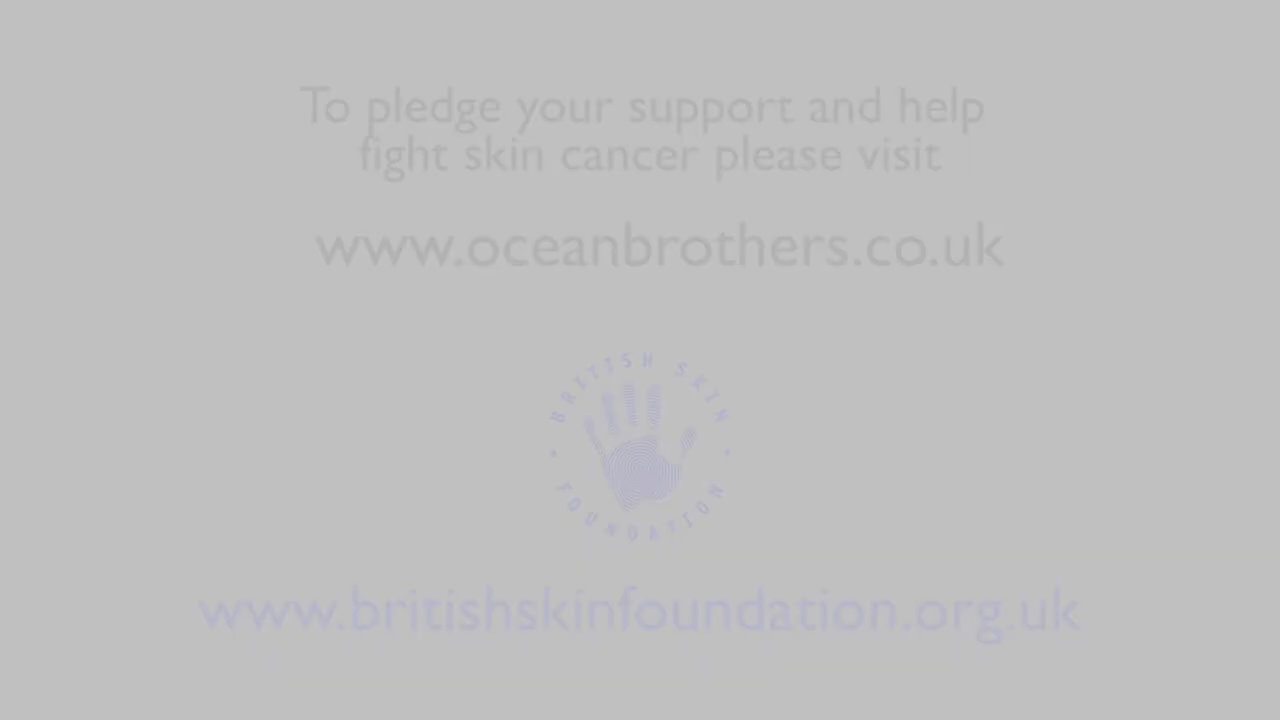 To pledge your support and help
fight skin cancer please visit
www.oceanbrothers.co.uk
BRITISH SKIN
FOUNDATION
www.britishskinfoundation.org.uk